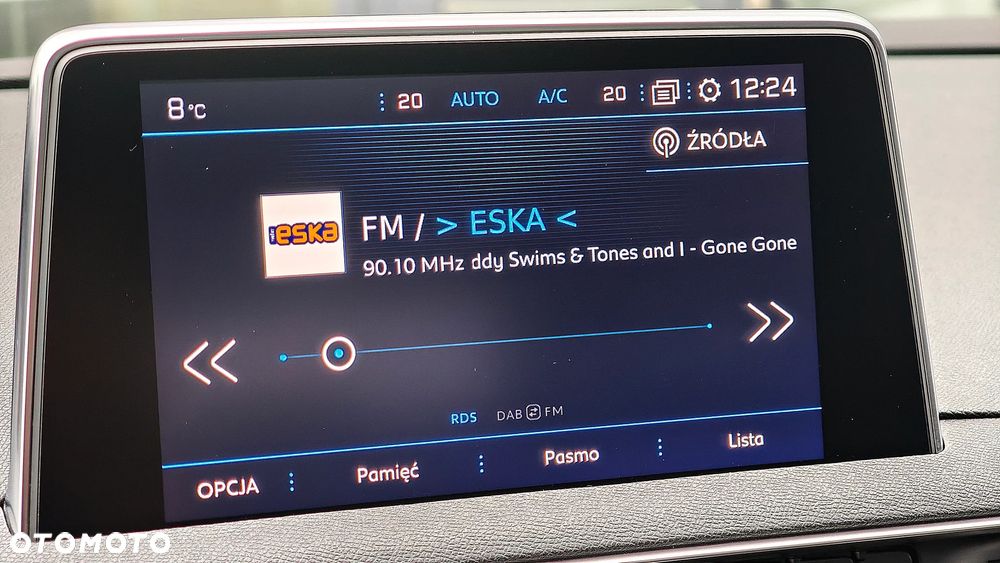 8°C 20 AUTO A/C 20 12:24
ŹRÓDŁA
eska
FM / > ESKA <
90.10 MHz ddy Swims & Tones and I - Gone Gone
RDS DAB FM
OPCJA Pamięć Pasmo Lista
OTOMOTO